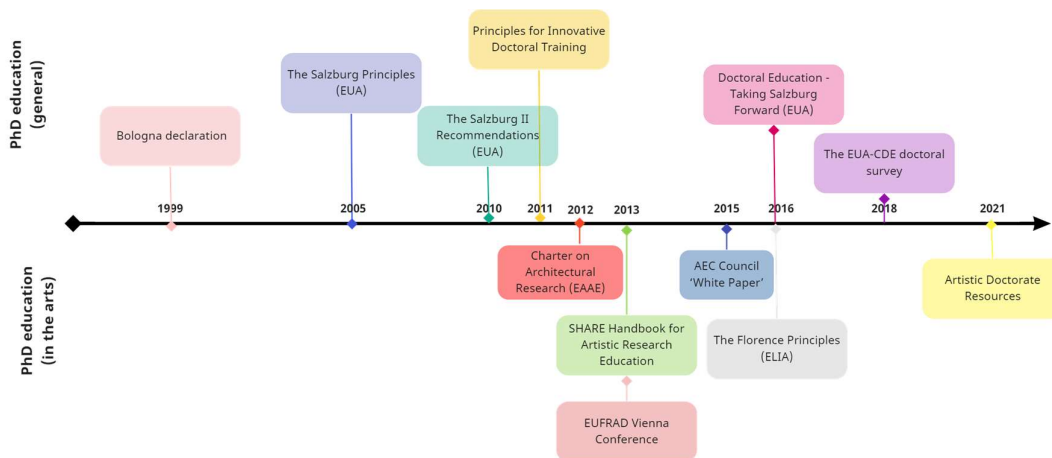 PhD education
(general)
Principles for Innovative
Doctoral Training
The Salzburg Principles
(EUA)
Doctoral Education -
Taking Salzburg
Forward (EUA)
Bologna declaration
The Salzburg II
Recommendations
(EUA)
The EUA-CDE doctoral
survey
1999
2005
2010
2011
2012
2013
2015
2016
2018
2021
PhD education
(in the arts)
Charter on
Architectural
Research (EAAE)
AEC Council
‘White Paper’
Artistic Doctorate
Resources
SHARE Handbook for
Artistic Research
Education
The Florence Principles
(ELIA)
EUFRAD Vienna
Conference